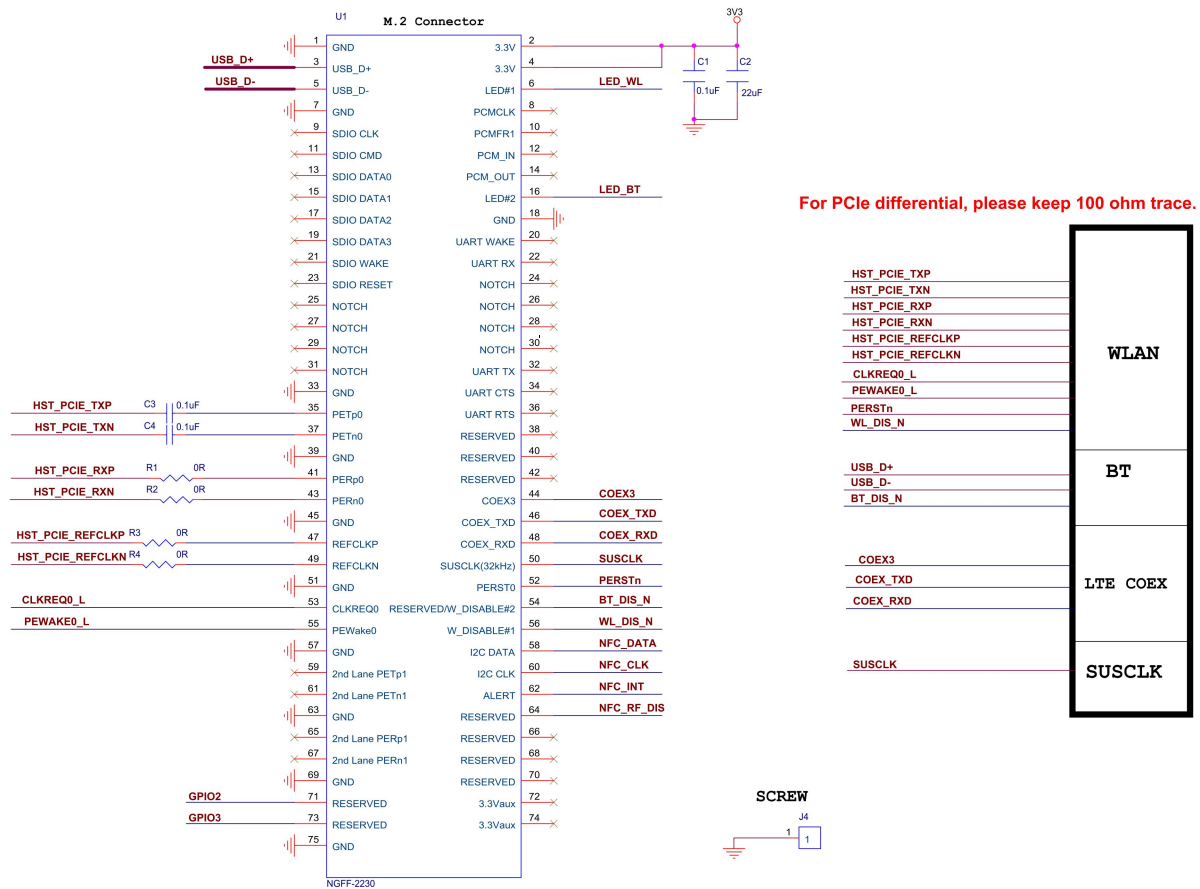 U1
M.2 Connector
3V3
1 GND 3.3V 2
USB_D+ 3 USB_D+ 3.3V 4
C1 C2
USB_D- 5 USB_D- LED#1 6 LED_WL
0.1uF 22uF
7 GND PCMCLK 8
9 SDIO CLK PCMFR1 10
11 SDIO CMD PCM_IN 12
13 SDIO DATA0 PCM_OUT 14
15 SDIO DATA1 LED#2 16 LED_BT
17 SDIO DATA2 GND 18
19 SDIO DATA3 UART WAKE 20
21 SDIO WAKE UART RX 22
23 SDIO RESET NOTCH 24
25 NOTCH NOTCH 26
27 NOTCH NOTCH 28
29 NOTCH NOTCH 30
31 NOTCH UART TX 32
33 GND UART CTS 34
HST_PCIE_TXP C3 0.1uF 35 PETp0 UART RTS 36
HST_PCIE_TXN C4 0.1uF 37 PETn0 RESERVED 38
39 GND RESERVED 40
HST_PCIE_RXP R1 0R 41 PERp0 RESERVED 42
HST_PCIE_RXN R2 0R 43 PERn0 COEX3 44 COEX3
45 GND COEX_TXD 46 COEX_TXD
HST_PCIE_REFCLKP R3 0R 47 REFCLKP COEX_RXD 48 COEX_RXD
HST_PCIE_REFCLKN R4 0R 49 REFCLKN SUSCLK(32kHz) 50 SUSCLK
51 GND PERST0 52 PERSTn
CLKREQ0_L 53 CLKREQ0 RESERVED/W_DISABLE#2 54 BT_DIS_N
PEWAKE0_L 55 PEWake0 W_DISABLE#1 56 WL_DIS_N
57 GND I2C DATA 58 NFC_DATA
59 2nd Lane PETp1 I2C CLK 60 NFC_CLK
61 2nd Lane PETn1 ALERT 62 NFC_INT
63 GND RESERVED 64 NFC_RF_DIS
65 2nd Lane PERp1 RESERVED 66
67 2nd Lane PERn1 RESERVED 68
69 GND RESERVED 70
GPIO2 71 RESERVED 3.3Vaux 72
GPIO3 73 RESERVED 3.3Vaux 74
75 GND
NGFF-2230
For PCIe differential, please keep 100 ohm trace.
HST_PCIE_TXP
HST_PCIE_TXN
HST_PCIE_RXP
HST_PCIE_RXN
HST_PCIE_REFCLKP
HST_PCIE_REFCLKN
WLAN
CLKREQ0_L
PEWAKE0_L
PERSTn
WL_DIS_N
USB_D+
BT
USB_D-
BT_DIS_N
COEX3
COEX_TXD
LTE COEX
COEX_RXD
SUSCLK
SUSCLK
SCREW
J4
1
1